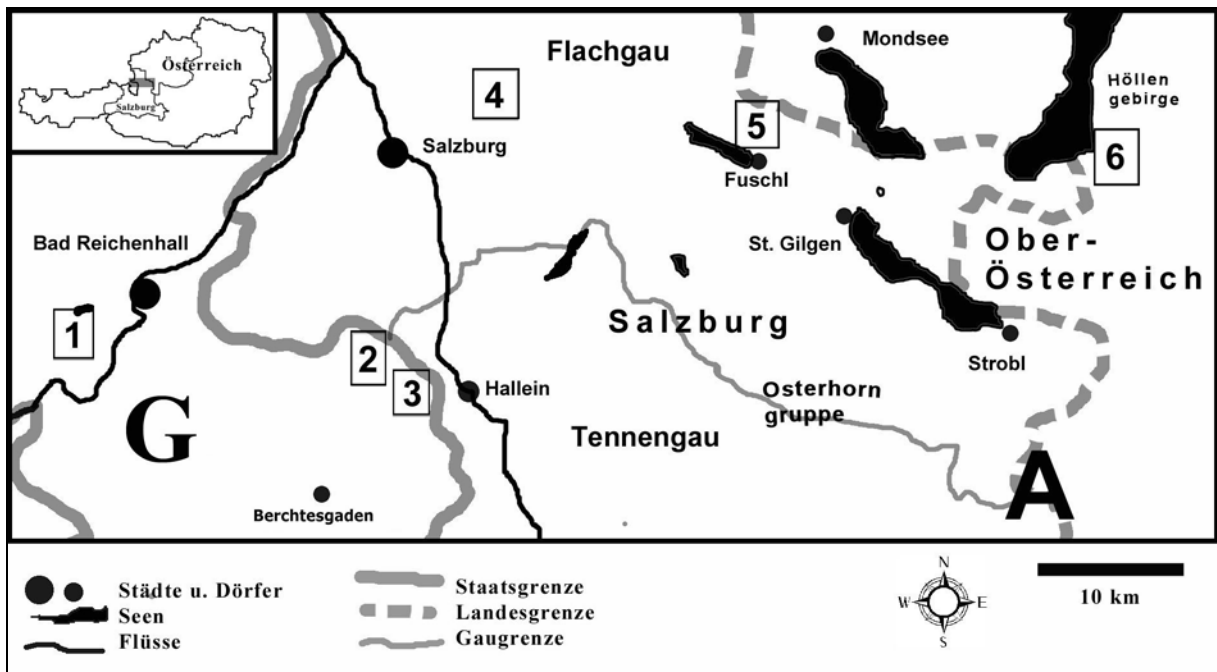 Österreich
Salzburg
Flachgau
Mondsee
Höllen
gebirge
4
5
6
Salzburg
Fuschl
Bad Reichenhall
St. Gilgen
Ober-
Österreich
1
Salzburg
2
3
Hallein
Strobl
Osterhorn
gruppe
G
Tennengau
A
Berchtesgaden
Städte u. Dörfer
Seen
Flüsse
Staatsgrenze
Landesgrenze
Gaugrenze
N
W E
S
10 km